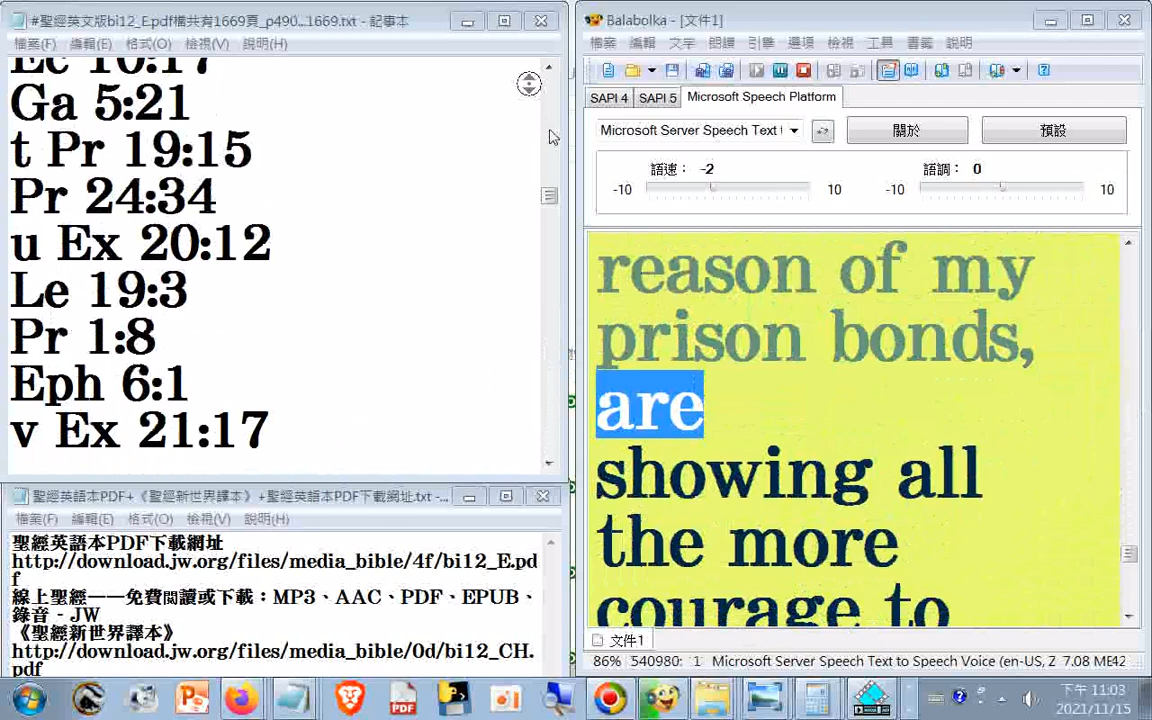 #聖經英文版bi12_Epdf檔共有1669頁_p490...1669.txt - 記事本
檔案(F) 編輯(E) 格式(O) 檢視(V) 說明(H)
Ec 10:17
Ga 5:21
t Pr 19:15
Pr 24:34
u Ex 20:12
Le 19:3
Pr 1:8
Eph 6:1
v Ex 21:17
聖經英語本PDF+《聖經新世界譯本》+聖經英語本PDF下載網址.txt -...
檔案(F) 編輯(E) 格式(O) 檢視(V) 說明(H)
聖經英語本PDF下載網址
http://download.jw.org/files/media_bible/4f/bi12_E.pd
f
線上聖經——免費閱讀或下載：MP3、AAC、PDF、EPUB、
錄音 - JW
《聖經新世界譯本》
http://download.jw.org/files/media_bible/0d/bi12_CH.
pdf
Balabolka - [文件1]
檔案 編輯 文字 朗讀 引擎 選項 檢視 工具 書籤 說明
SAPI 4 SAPI 5 Microsoft Speech Platform
Microsoft Server Speech Text 關於 預設
語速： -2 語調： 0
-10 10 -10 10
reason of my
prison bonds,
are
showing all
the more
courage to
文件1
86% 540980: 1 Microsoft Server Speech Text to Speech Voice (en-US, Z 7.08 ME42
PDF
下午 11:03
2021/11/15